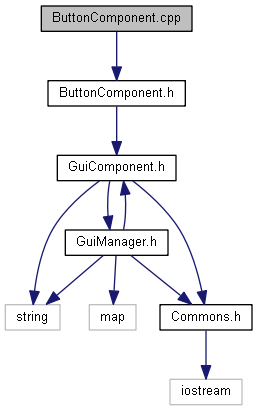 ButtonComponent.cpp
ButtonComponent.h
GuiComponent.h
GuiManager.h
string
map
Commons.h
iostream